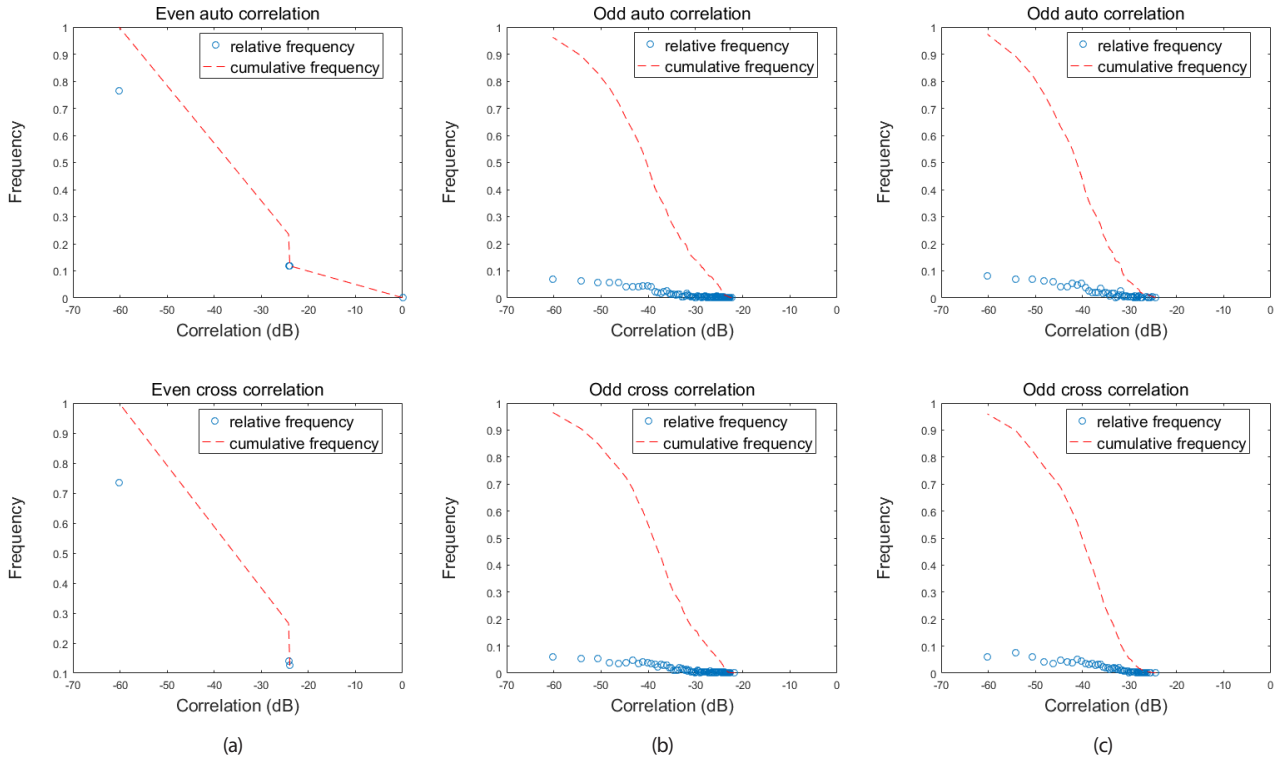 Even auto correlation
1
0.9
0.8
0.7
0.6
0.5
0.4
0.3
0.2
0.1
0
Frequency
relative frequency
cumulative frequency
-70 -60 -50 -40 -30 -20 -10 0
Correlation (dB)
Odd auto correlation
1
0.9
0.8
0.7
0.6
0.5
0.4
0.3
0.2
0.1
0
Frequency
relative frequency
cumulative frequency
-70 -60 -50 -40 -30 -20 -10 0
Correlation (dB)
Odd auto correlation
1
0.9
0.8
0.7
0.6
0.5
0.4
0.3
0.2
0.1
0
Frequency
relative frequency
cumulative frequency
-70 -60 -50 -40 -30 -20 -10 0
Correlation (dB)
Even cross correlation
1
0.9
0.8
0.7
0.6
0.5
0.4
0.3
0.2
0.1
Frequency
relative frequency
cumulative frequency
-70 -60 -50 -40 -30 -20 -10 0
Correlation (dB)
(a)
Odd cross correlation
1
0.9
0.8
0.7
0.6
0.5
0.4
0.3
0.2
0.1
0
Frequency
relative frequency
cumulative frequency
-70 -60 -50 -40 -30 -20 -10 0
Correlation (dB)
(b)
Odd cross correlation
1
0.9
0.8
0.7
0.6
0.5
0.4
0.3
0.2
0.1
0
Frequency
relative frequency
cumulative frequency
-70 -60 -50 -40 -30 -20 -10 0
Correlation (dB)
(c)